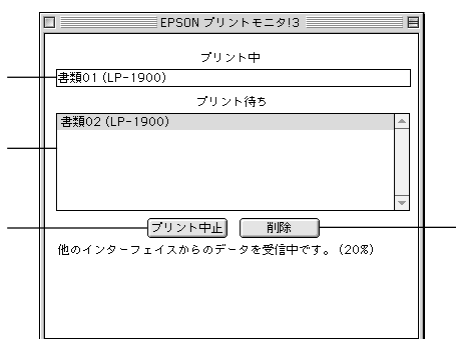 EPSON プリントモニタ!3
プリント中
書類01 (LP-1900)
プリント待ち
書類02 (LP-1900)
プリント中止 削除
他のインターフェイスからのデータを受信中です。(20%)